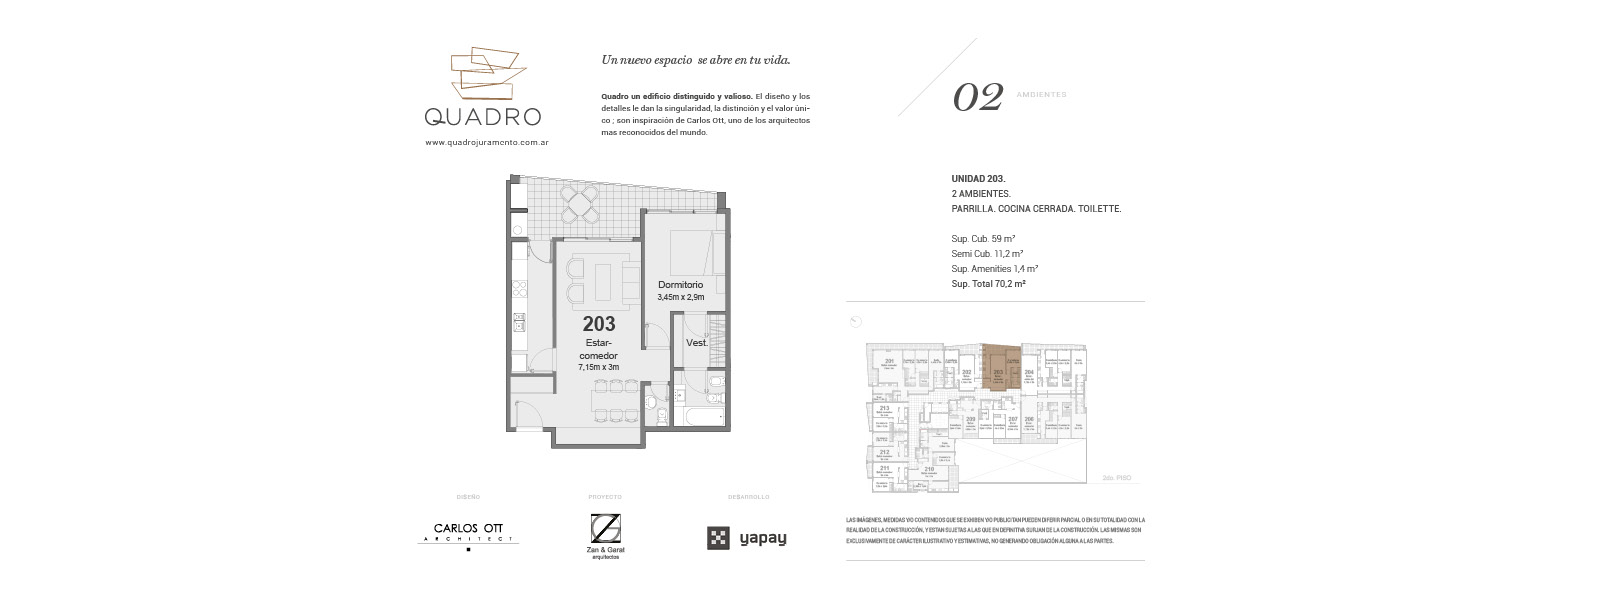 QUADRO
www.quadrojuramento.com.ar
Un nuevo espacio se abre en tu vida.
Quadro un edificio distinguido y valioso. El diseño y los
detalles le dan la singularidad, la distinción y el valor úni-
co ; son inspiración de Carlos Ott, uno de los arquitectos
mas reconocidos del mundo.
02 AMBIENTES
UNIDAD 203.
2 AMBIENTES.
PARRILLA. COCINA CERRADA. TOILETTE.
Sup. Cub. 59 m²
Semi Cub. 11,2 m²
Sup. Amenities 1,4 m²
Sup. Total 70,2 m²
Dormitorio
3,45m x 2,9m
203
Estar-
comedor
7,15m x 3m
Vest.
201
202
203
204
213
209
207
206
212
211
210
2do. PISO
LAS IMÁGENES, MEDIDAS Y/O CONTENIDOS QUE SE EXHIBEN Y/O PUBLICITAN PUEDEN DIFERIR PARCIAL O EN SU TOTALIDAD CON LA
REALIDAD DE LA CONSTRUCCIÓN, Y ESTAN SUJETAS A LAS QUE EN DEFINITIVA SURJAN DE LA CONSTRUCCIÓN. LAS MISMAS SON
EXCLUSIVAMENTE DE CARÁCTER ILUSTRATIVO Y ESTIMATIVAS, NO GENERANDO OBLIGACIÓN ALGUNA A LAS PARTES.
DISEÑO
CARLOS OTT
ARCHITECT
PROYECTO
Zan & Garat
arquitectos
DESARROLLO
yapay